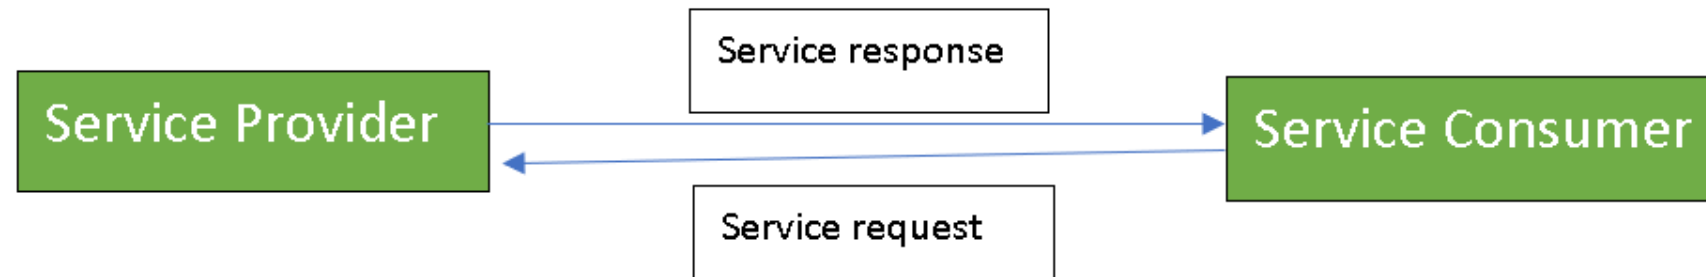 Service response
Service Provider
Service Consumer
Service request